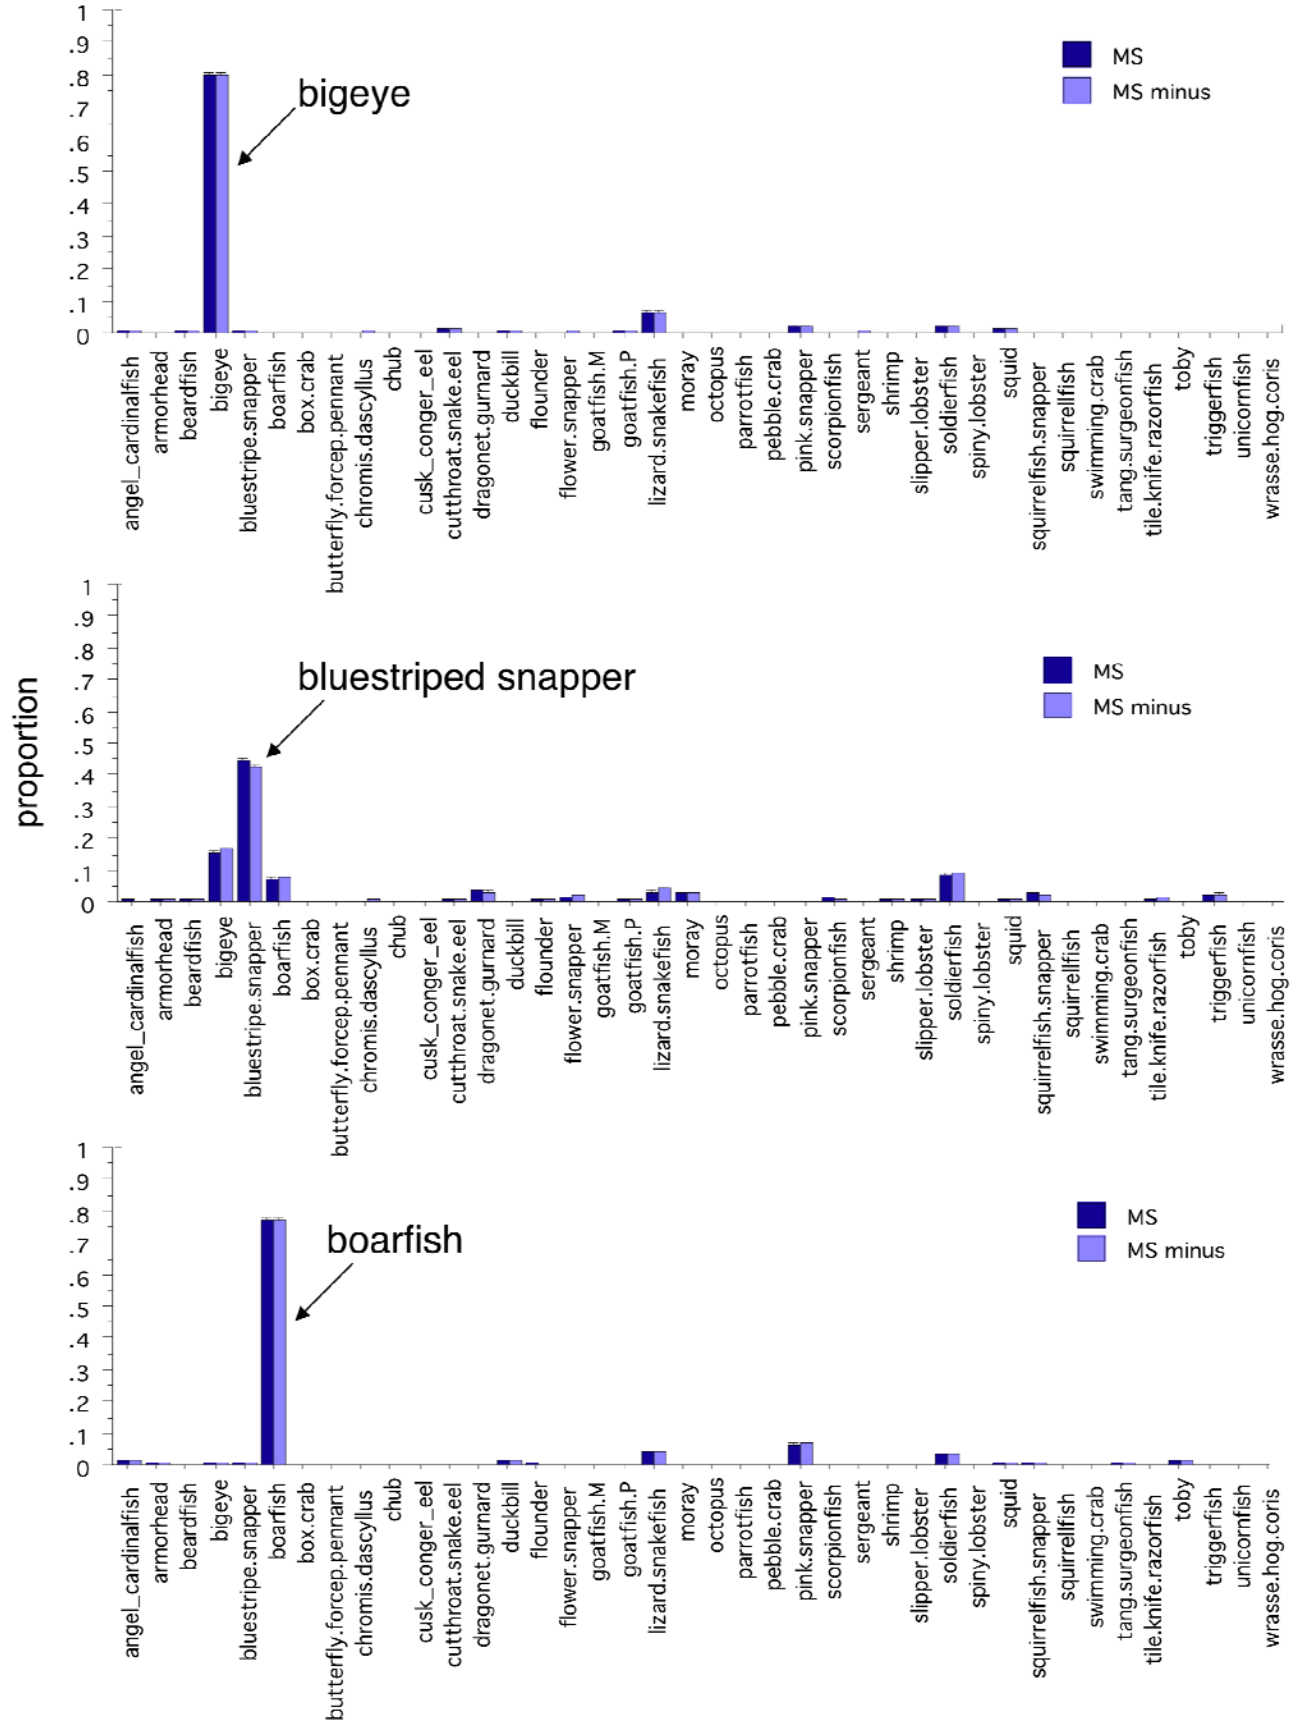 1
.9
.8
.7
.6
.5
.4
.3
.2
.1
0
bigeye
MS
MS minus
angel_cardinalfish
armorhead
beardfish
bigeye
bluestripe.snapper
boarfish
box.crab
butterfly.forcep.pennant
chromis.dascyllus
chub
cusk_conger_eel
cutthroat.snake.eel
dragonet.gurnard
duckbill
flounder
flower.snapper
goatfish.M
goatfish.P
lizard.snakefish
moray
octopus
parrotfish
pebble.crab
pink.snapper
scorpionfish
sergeant
shrimp
slipper.lobster
soldierfish
spiny.lobster
squid
squirrelfish.snapper
squirrellfish
swimming.crab
tang.surgeonfish
tile.knife.razorfish
toby
triggerfish
unicornfish
wrasse.hog.coris
proportion
1
.9
.8
.7
.6
.5
.4
.3
.2
.1
0
bluestriped snapper
MS
MS minus
angel_cardinalfish
armorhead
beardfish
bigeye
bluestripe.snapper
boarfish
box.crab
butterfly.forcep.pennant
chromis.dascyllus
chub
cusk_conger_eel
cutthroat.snake.eel
dragonet.gurnard
duckbill
flounder
flower.snapper
goatfish.M
goatfish.P
lizard.snakefish
moray
octopus
parrotfish
pebble.crab
pink.snapper
scorpionfish
sergeant
shrimp
slipper.lobster
soldierfish
spiny.lobster
squid
squirrelfish.snapper
squirrellfish
swimming.crab
tang.surgeonfish
tile.knife.razorfish
toby
triggerfish
unicornfish
wrasse.hog.coris
1
.9
.8
.7
.6
.5
.4
.3
.2
.1
0
boarfish
MS
MS minus
angel_cardinalfish
armorhead
beardfish
bigeye
bluestripe.snapper
boarfish
box.crab
butterfly.forcep.pennant
chromis.dascyllus
chub
cusk_conger_eel
cutthroat.snake.eel
dragonet.gurnard
duckbill
flounder
flower.snapper
goatfish.M
goatfish.P
lizard.snakefish
moray
octopus
parrotfish
pebble.crab
pink.snapper
scorpionfish
sergeant
shrimp
slipper.lobster
soldierfish
spiny.lobster
squid
squirrelfish.snapper
squirrellfish
swimming.crab
tang.surgeonfish
tile.knife.razorfish
toby
triggerfish
unicornfish
wrasse.hog.coris